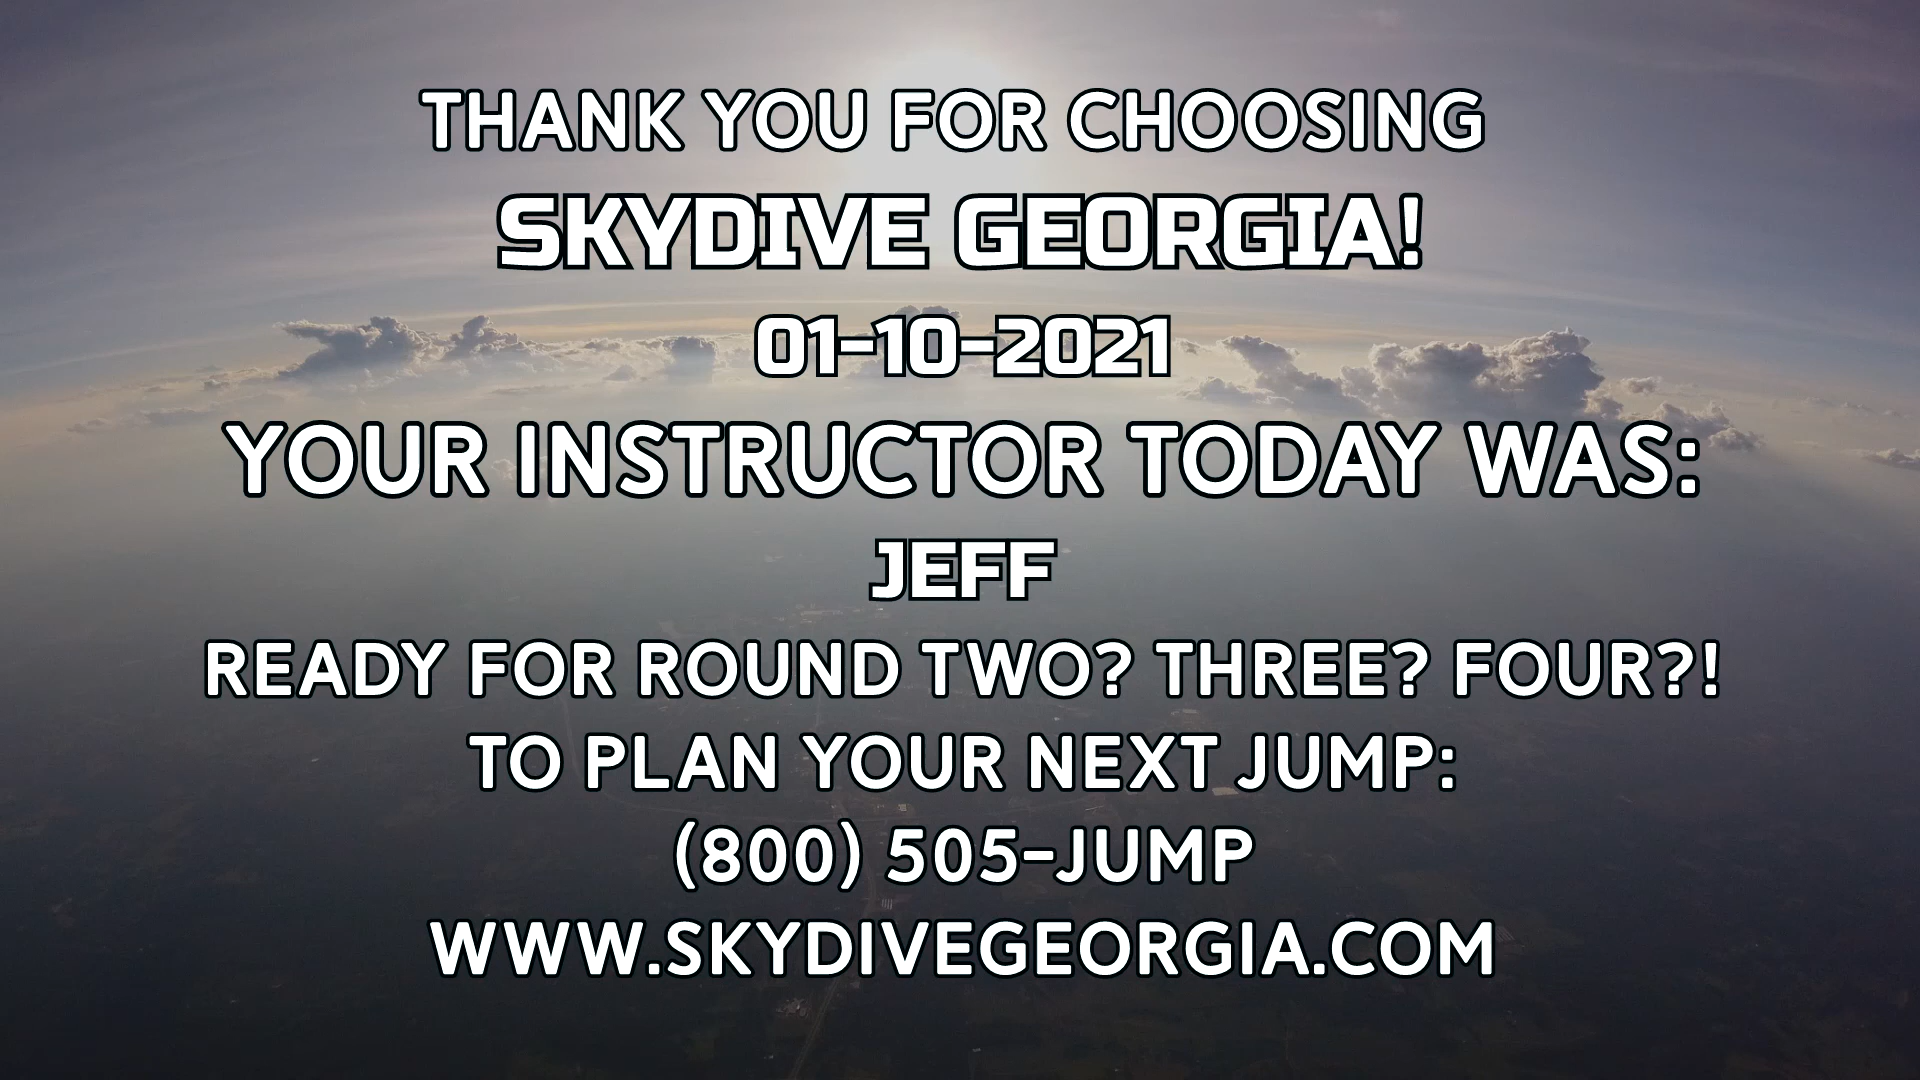 THANK YOU FOR CHOOSING
SKYDIVE GEORGIA!
01-10-2021
YOUR INSTRUCTOR TODAY WAS:
JEFF
READY FOR ROUND TWO? THREE? FOUR?!
TO PLAN YOUR NEXT JUMP:
(800) 505-JUMP
WWW.SKYDIVEGEORGIA.COM